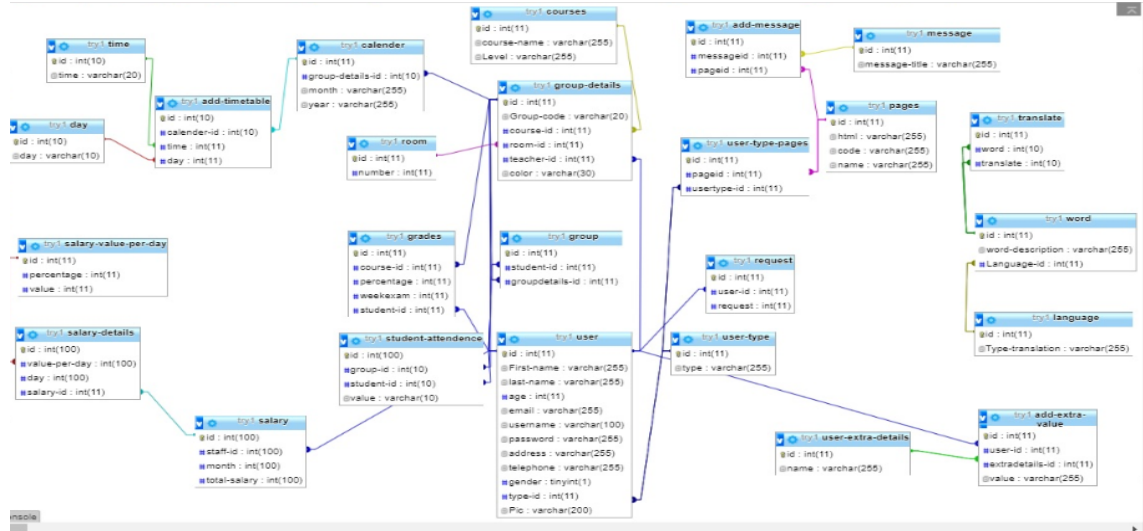 try1 time
id : int(10)
time : varchar(20)
try1 day
id : int(10)
day : varchar(10)
try1 add-timetable
id : int(10)
calender-id : int(10)
time : int(11)
day : int(11)
try1 calender
id : int(11)
group-details-id : int(10)
month : varchar(255)
year : varchar(255)
try1 room
id : int(11)
number : int(11)
try1 courses
id : int(11)
course-name : varchar(255)
Level : varchar(255)
try1 group-details
id : int(11)
Group-code : varchar(20)
course-id : int(11)
room-id : int(11)
teacher-id : int(11)
color : varchar(30)
try1 add-message
id : int(11)
messageid : int(11)
pageid : int(11)
try1 message
id : int(11)
message-title : varchar(255)
try1 pages
id : int(11)
html : varchar(255)
code : varchar(255)
name : varchar(255)
try1 user-type-pages
id : int(11)
pageid : int(11)
usertype-id : int(11)
try1 translate
id : int(11)
word : int(10)
translate : int(10)
try1 word
id : int(11)
word-description : varchar(255)
Language-id : int(11)
try1 language
id : int(11)
Type-translation : varchar(255)
try1 salary-value-per-day
id : int(11)
percentage : int(11)
value : int(11)
try1 salary-details
id : int(100)
value-per-day : int(100)
day : int(100)
salary-id : int(11)
try1 salary
id : int(100)
staff-id : int(100)
month : int(100)
total-salary : int(100)
try1 grades
id : int(11)
course-id : int(11)
percentage : int(11)
weekexam : int(11)
student-id : int(11)
try1 group
id : int(11)
student-id : int(11)
groupdetails-id : int(11)
try1 student-attendence
id : int(100)
group-id : int(10)
student-id : int(10)
value : varchar(10)
try1 user
id : int(11)
First-name : varchar(255)
last-name : varchar(255)
age : int(11)
email : varchar(255)
username : varchar(100)
password : varchar(255)
address : varchar(255)
telephone : varchar(255)
gender : tinyint(1)
type-id : int(11)
Pic : varchar(200)
try1 request
id : int(11)
user-id : int(11)
request : int(11)
try1 user-type
id : int(11)
type : varchar(255)
try1 user-extra-details
id : int(11)
name : varchar(255)
try1 add-extra-
value
id : int(11)
user-id : int(11)
extradetails-id : int(11)
value : varchar(255)
onsole